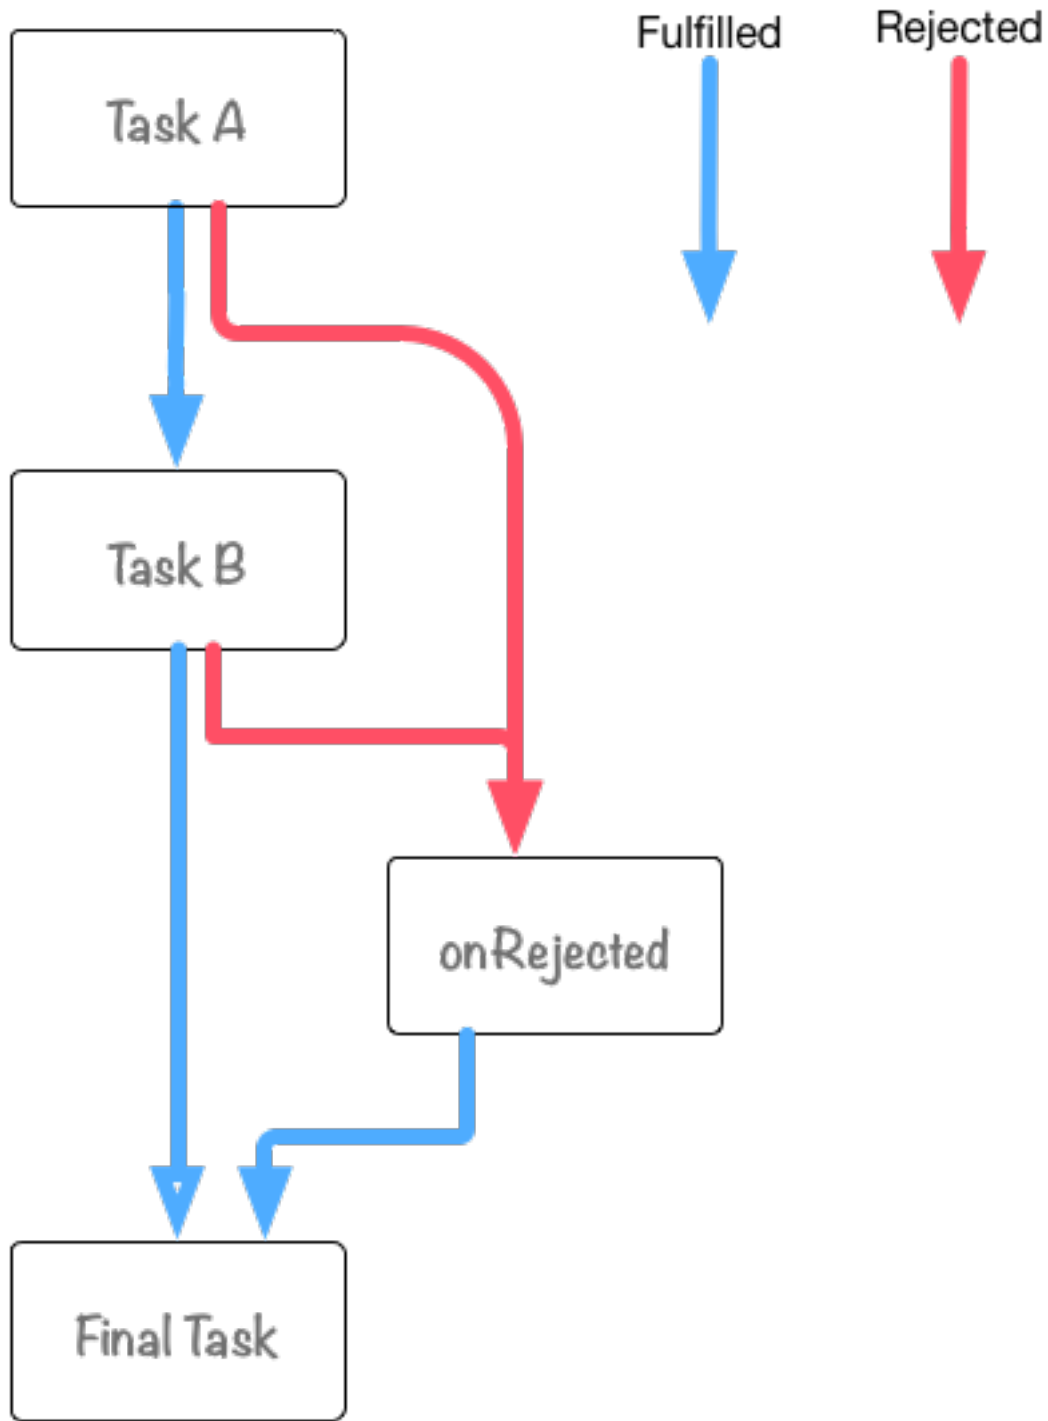 Fulfilled
Rejected
Task A
Task B
onRejected
Final Task